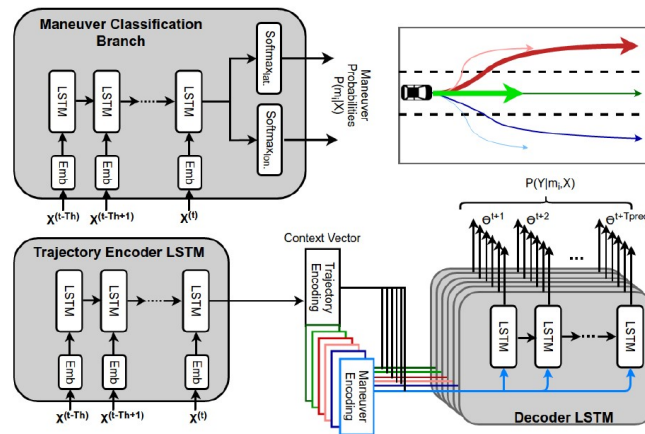 Maneuver Classification
Branch
LSTM
LSTM
LSTM
Softmax_lat.
Softmax_lon.
Maneuver
Probabilities
P(m_i|X)
Emb
Emb
Emb
X^(t-Th)
X^(t-Th+1)
X^(t)
P(Y|m_i,X)
Θ^t+1
Θ^t+2
...
Θ^t+Tpred
Trajectory Encoder LSTM
LSTM
LSTM
LSTM
Emb
Emb
Emb
X^(t-Th)
X^(t-Th+1)
X^(t)
Context Vector
Trajectory
Encoding
Maneuver
Encoding
LSTM
LSTM
LSTM
Decoder LSTM